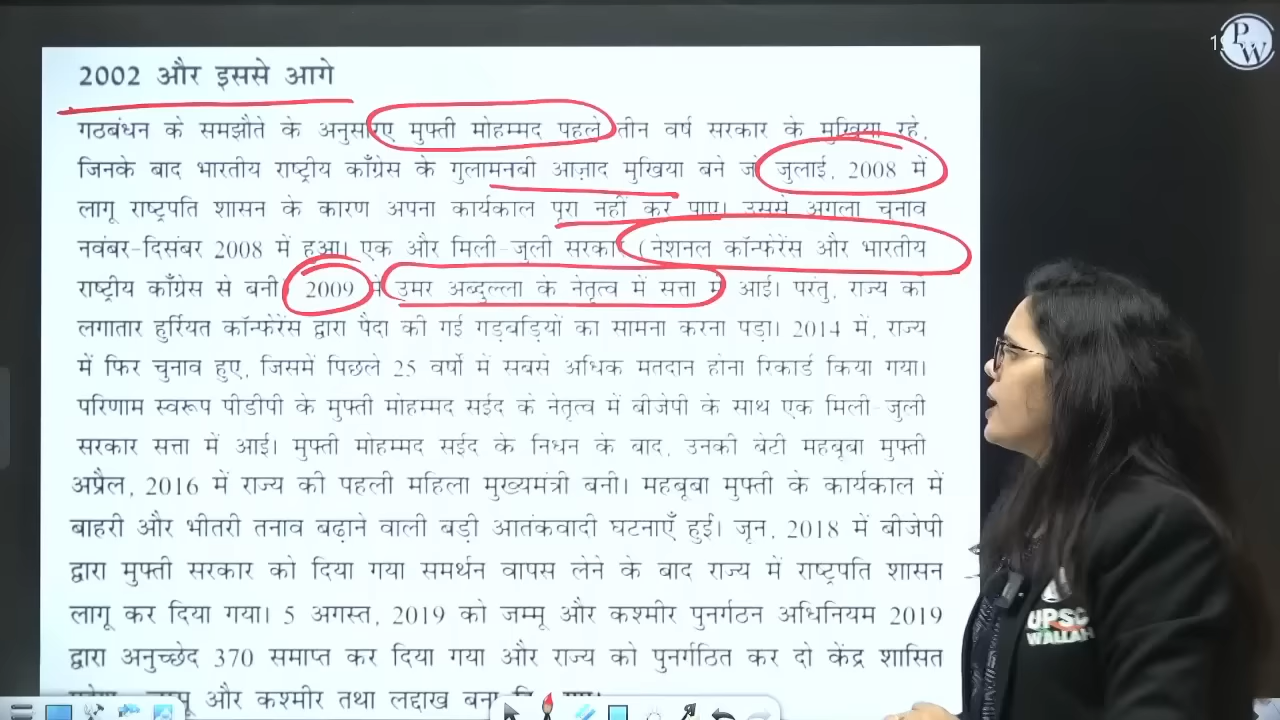 2002 और इससे आगे
गठबंधन के समझौते के अनुसारए मुफ्ती मोहम्मद पहले तीन वर्ष सरकार के मुखिया रहे,
जिनके बाद भारतीय राष्ट्रीय काँग्रेस के गुलामनबी आज़ाद मुखिया बने जो जुलाई, 2008 में
लागू राष्ट्रपति शासन के कारण अपना कार्यकाल पूरा नहीं कर पाए। उससे अगला चुनाव
नवंबर-दिसंबर 2008 में हुआ। एक और मिली-जुली सरकार (नेशनल कॉन्फेरेंस और भारतीय
राष्ट्रीय काँग्रेस से बनी 2009 में उमर अब्दुल्ला के नेतृत्व में सत्ता में आई। परंतु, राज्य को
लगातार हुर्रियत कॉन्फेरेंस द्वारा पैदा की गई गड़बड़ियों का सामना करना पड़ा। 2014 में, राज्य
में फिर चुनाव हुए, जिसमें पिछले 25 वर्षों में सबसे अधिक मतदान होना रिकार्ड किया गया।
परिणाम स्वरूप पीडीपी के मुफ्ती मोहम्मद सईद के नेतृत्व में बीजेपी के साथ एक मिली-जुली
सरकार सत्ता में आई। मुफ्ती मोहम्मद सईद के निधन के बाद, उनकी बेटी महबूबा मुफ्ती
अप्रैल, 2016 में राज्य की पहली महिला मुख्यमंत्री बनी। महबूबा मुफ्ती के कार्यकाल में
बाहरी और भीतरी तनाव बढ़ाने वाली बड़ी आतंकवादी घटनाएँ हुई। जून, 2018 में बीजेपी
द्वारा मुफ्ती सरकार को दिया गया समर्थन वापस लेने के बाद राज्य में राष्ट्रपति शासन
लागू कर दिया गया। 5 अगस्त, 2019 को जम्मू और कश्मीर पुनर्गठन अधिनियम 2019
द्वारा अनुच्छेद 370 समाप्त कर दिया गया और राज्य को पुनर्गठित कर दो केंद्र शासित
और कश्मीर तथा लद्दाख
PW
UPSC
WALLAH